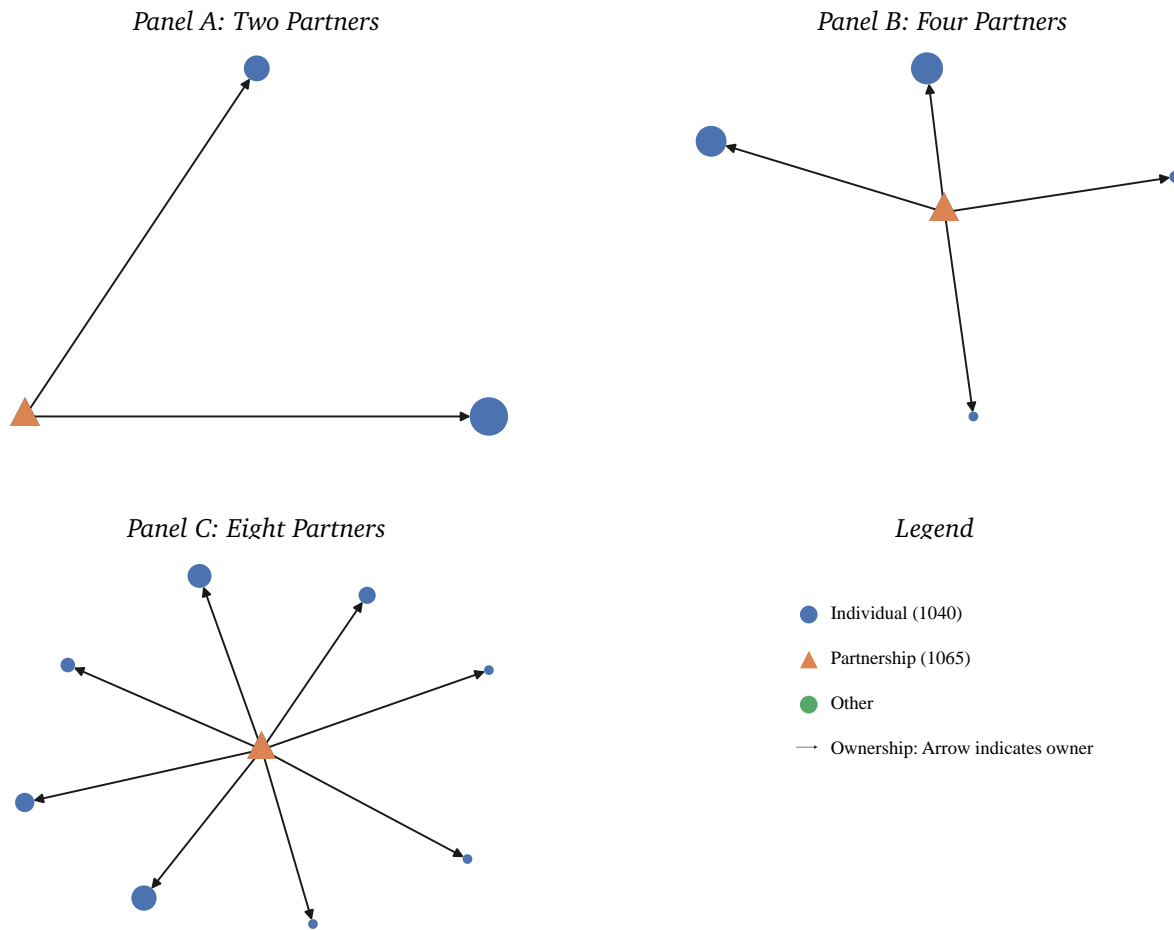 Panel A: Two Partners
Panel B: Four Partners
Panel C: Eight Partners
Legend
Individual (1040)
Partnership (1065)
Other
Ownership: Arrow indicates owner